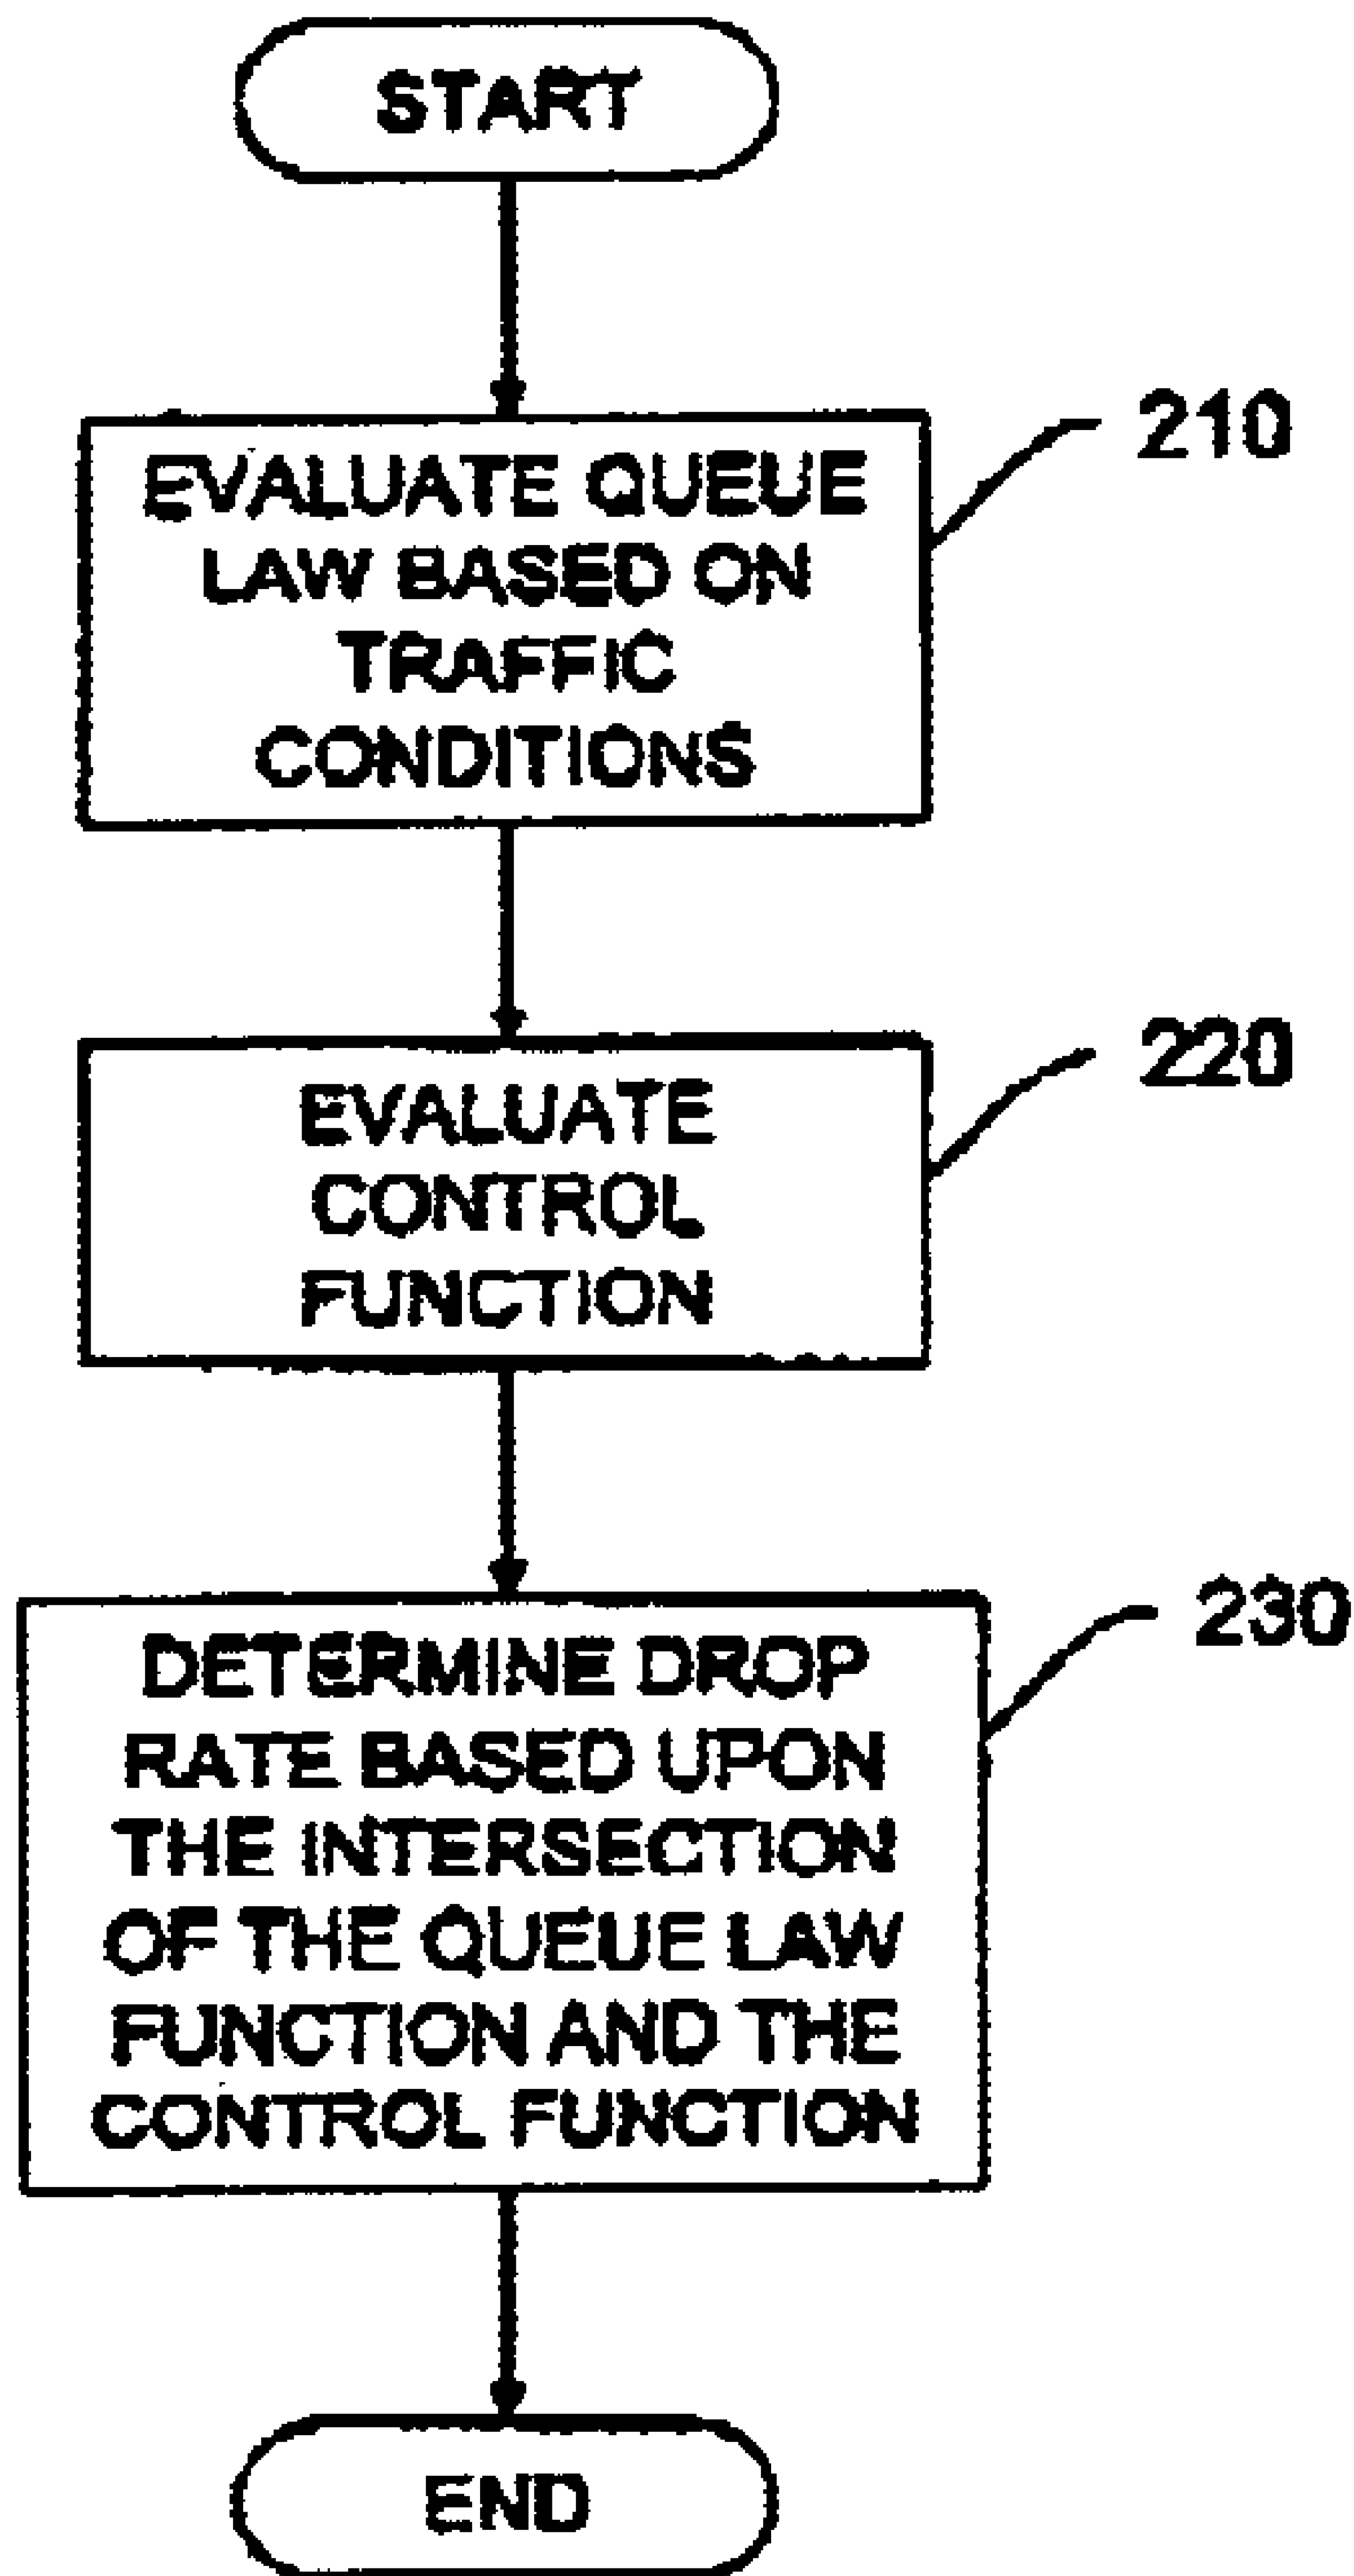 START
EVALUATE QUEUE
LAW BASED ON
TRAFFIC
CONDITIONS
210
EVALUATE
CONTROL
FUNCTION
220
DETERMINE DROP
RATE BASED UPON
THE INTERSECTION
OF THE QUEUE LAW
FUNCTION AND THE
CONTROL FUNCTION
230
END